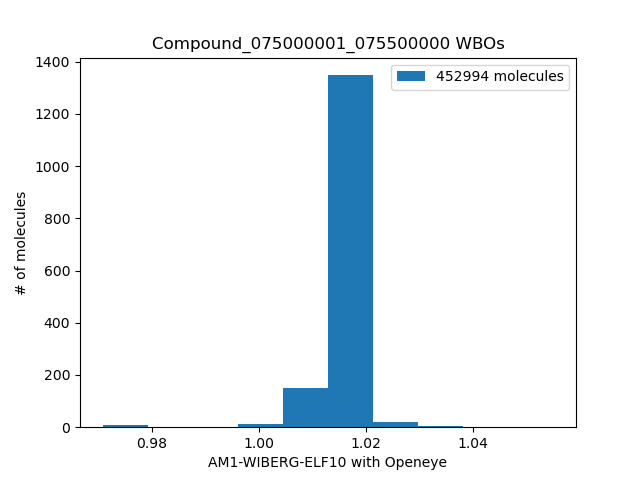 Compound_075000001_075500000 WBOs
452994 molecules
1400
1200
1000
800
600
400
200
0
# of molecules
0.98 1.00 1.02 1.04
AM1-WIBERG-ELF10 with Openeye